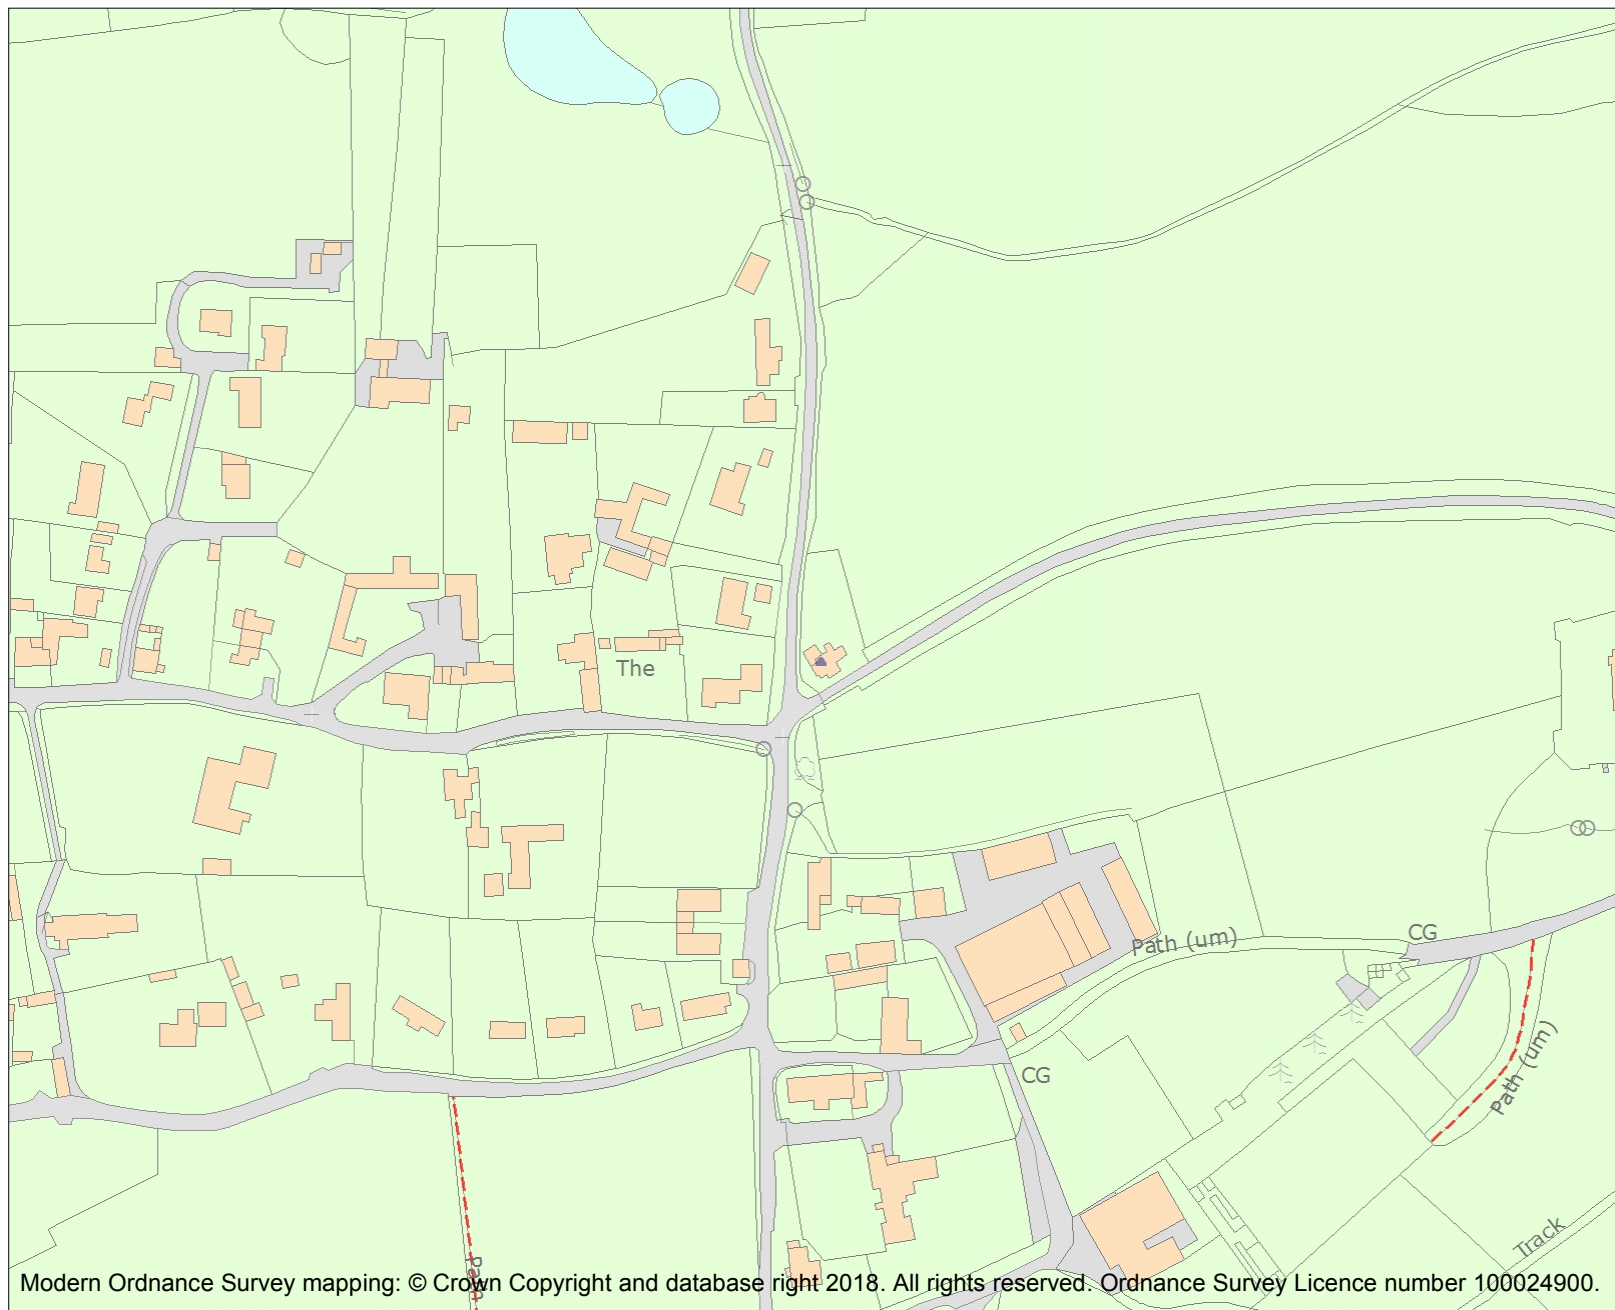 The
CG
Path (um)
CG
Path (um)
Track
Path
Modern Ordnance Survey mapping: © Crown Copyright and database right 2018. All rights reserved. Ordnance Survey Licence number 100024900.